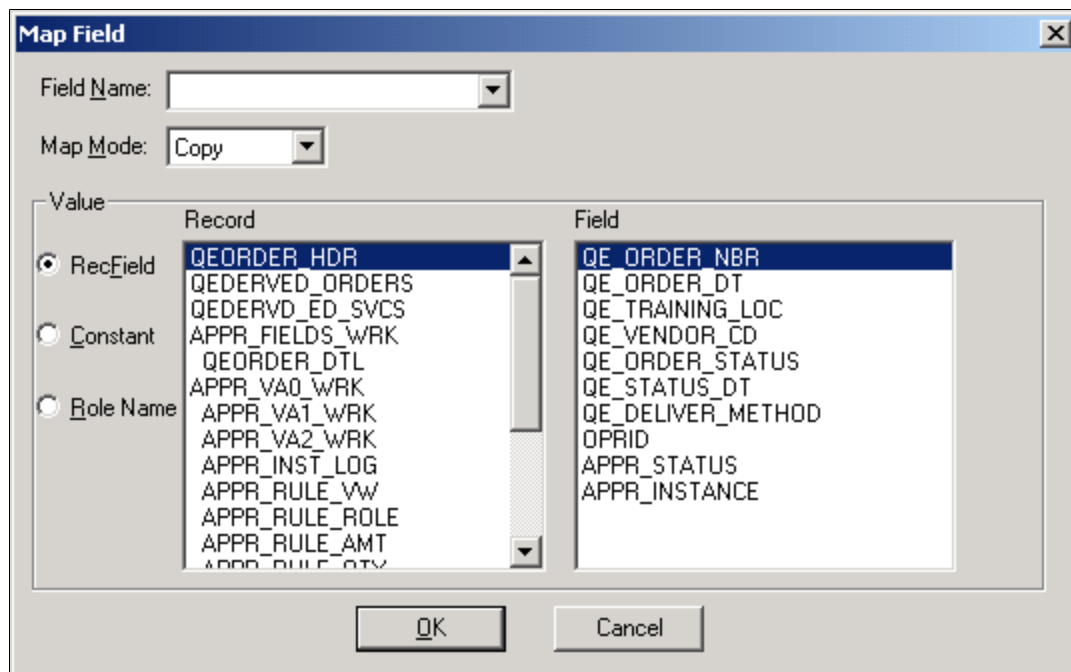 Map Field
Field Name:
Map Mode: Copy
Value
Record
Field
RecField
Constant
Role Name
QEORDER_HDR
QEDERVED_ORDERS
QEDERVD_ED_SVCS
APPR_FIELDS_WRK
QEORDER_DTL
APPR_VA0_WRK
APPR_VA1_WRK
APPR_VA2_WRK
APPR_INST_LOG
APPR_RULE_VW
APPR_RULE_ROLE
APPR_RULE_AMT
APPR_RULE_QTY
QE_ORDER_NBR
QE_ORDER_DT
QE_TRAINING_LOC
QE_VENDOR_CD
QE_ORDER_STATUS
QE_STATUS_DT
QE_DELIVER_METHOD
OPRID
APPR_STATUS
APPR_INSTANCE
OK
Cancel